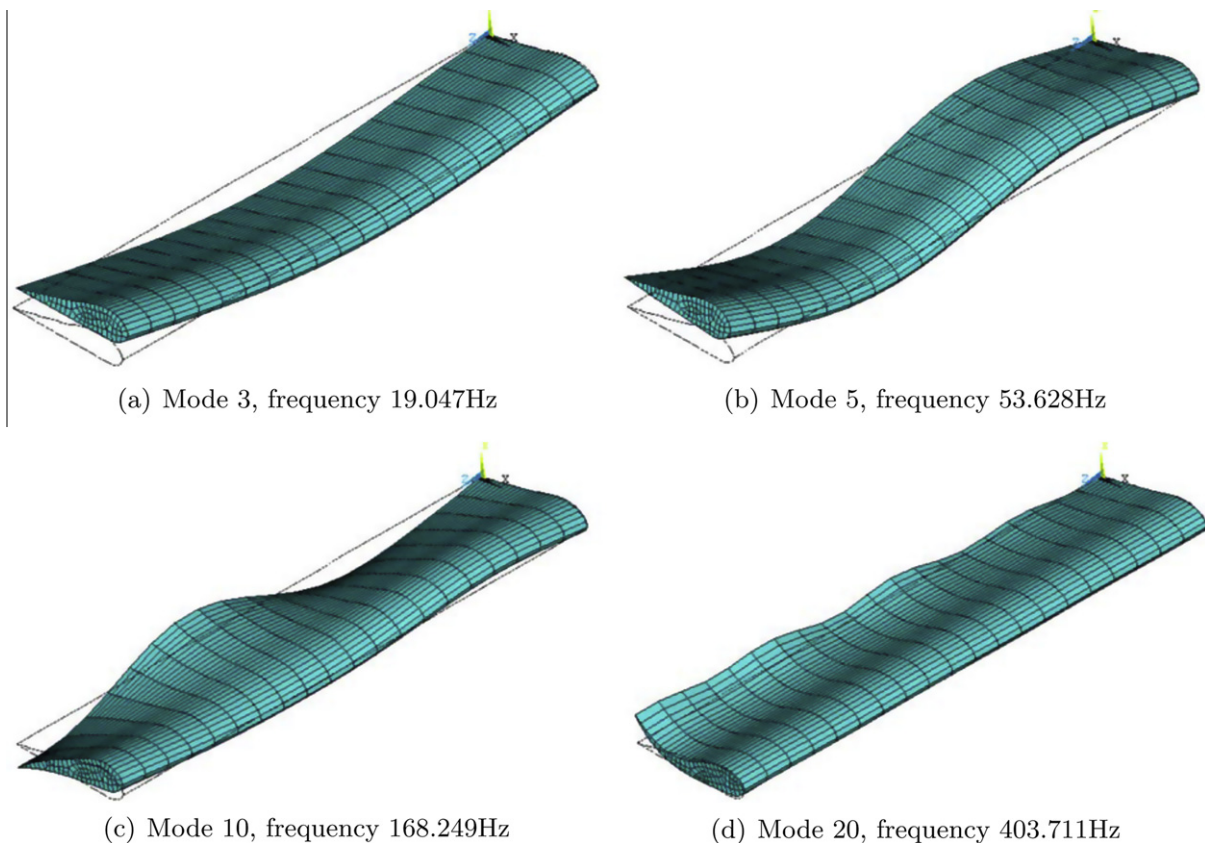 Z X
Z X
(a) Mode 3, frequency 19.047Hz
(b) Mode 5, frequency 53.628Hz
Z X
Z X
(c) Mode 10, frequency 168.249Hz
(d) Mode 20, frequency 403.711Hz